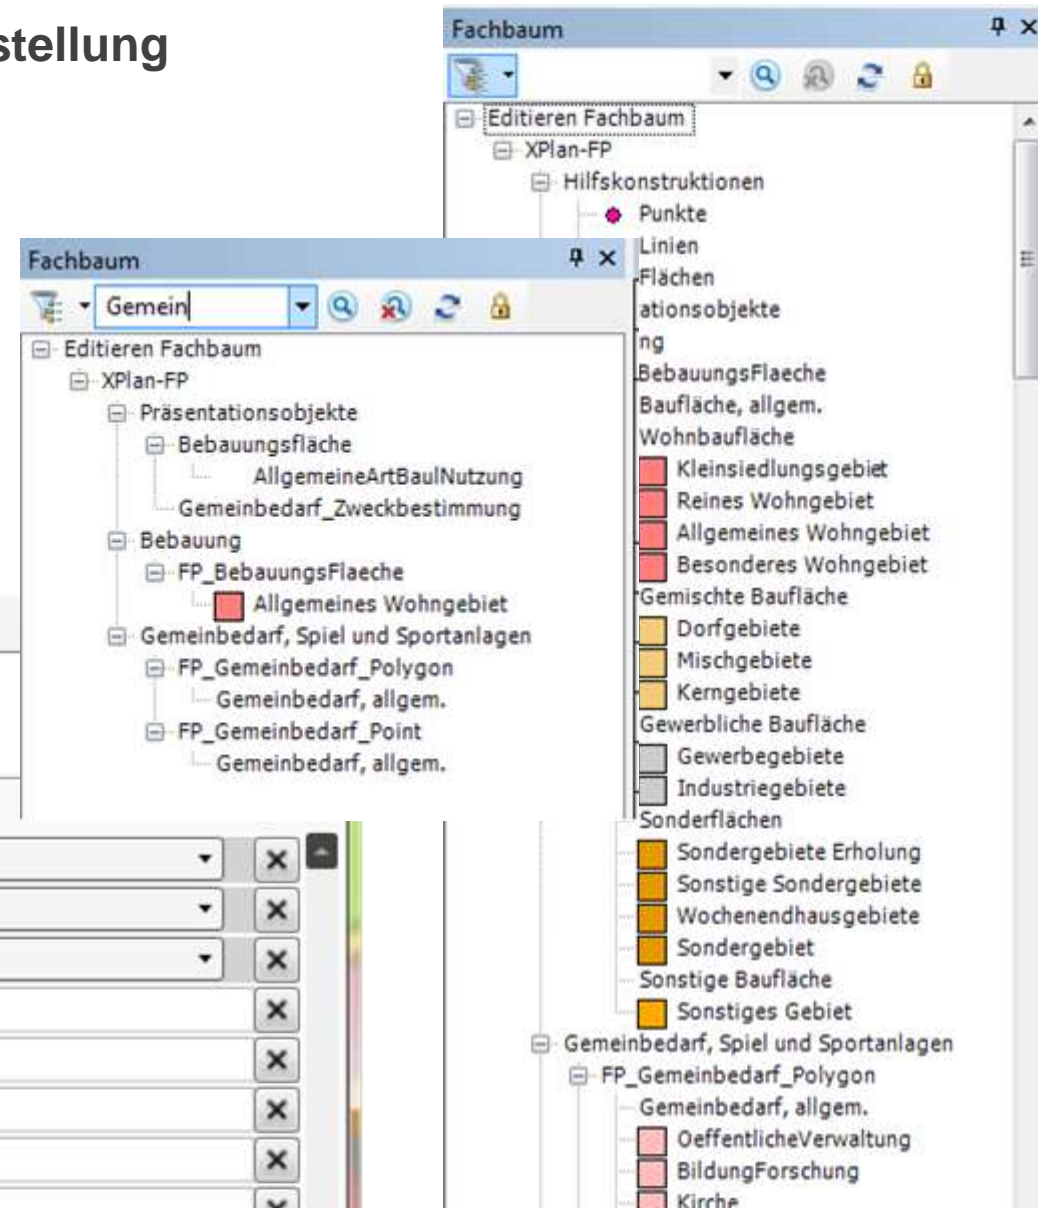 stellung
Fachbaum
Editieren Fachbaum
XPlan-FP
Hilfskonstruktionen
Punkte
Linien
Flächen
ationsobjekte
ng
BebauungsFlaeche
Baufläche, allgem.
Wohnbaufläche
Kleinsiedlungsgebiet
Reines Wohngebiet
Allgemeines Wohngebiet
Besonderes Wohngebiet
Gemischte Baufläche
Dorfgebiete
Mischgebiete
Kerngebiete
Gewerbliche Baufläche
Gewerbegebiete
Industriegebiete
Sonderflächen
Sondergebiete Erholung
Sonstige Sondergebiete
Wochenendhausgebiete
Sondergebiet
Sonstige Baufläche
Sonstiges Gebiet
Gemeinbedarf, Spiel und Sportanlagen
FP_Gemeinbedarf_Polygon
Gemeinbedarf, allgem.
OeffentlicheVerwaltung
BildungForschung
Kirche
Fachbaum
Gemein
Editieren Fachbaum
XPlan-FP
Präsentationsobjekte
Bebauungsfläche
AllgemeineArtBaulNutzung
Gemeinbedarf_Zweckbestimmung
Bebauung
FP_BebauungsFlaeche
Allgemeines Wohngebiet
Gemeinbedarf, Spiel und Sportanlagen
FP_Gemeinbedarf_Polygon
Gemeinbedarf, allgem.
FP_Gemeinbedarf_Point
Gemeinbedarf, allgem.